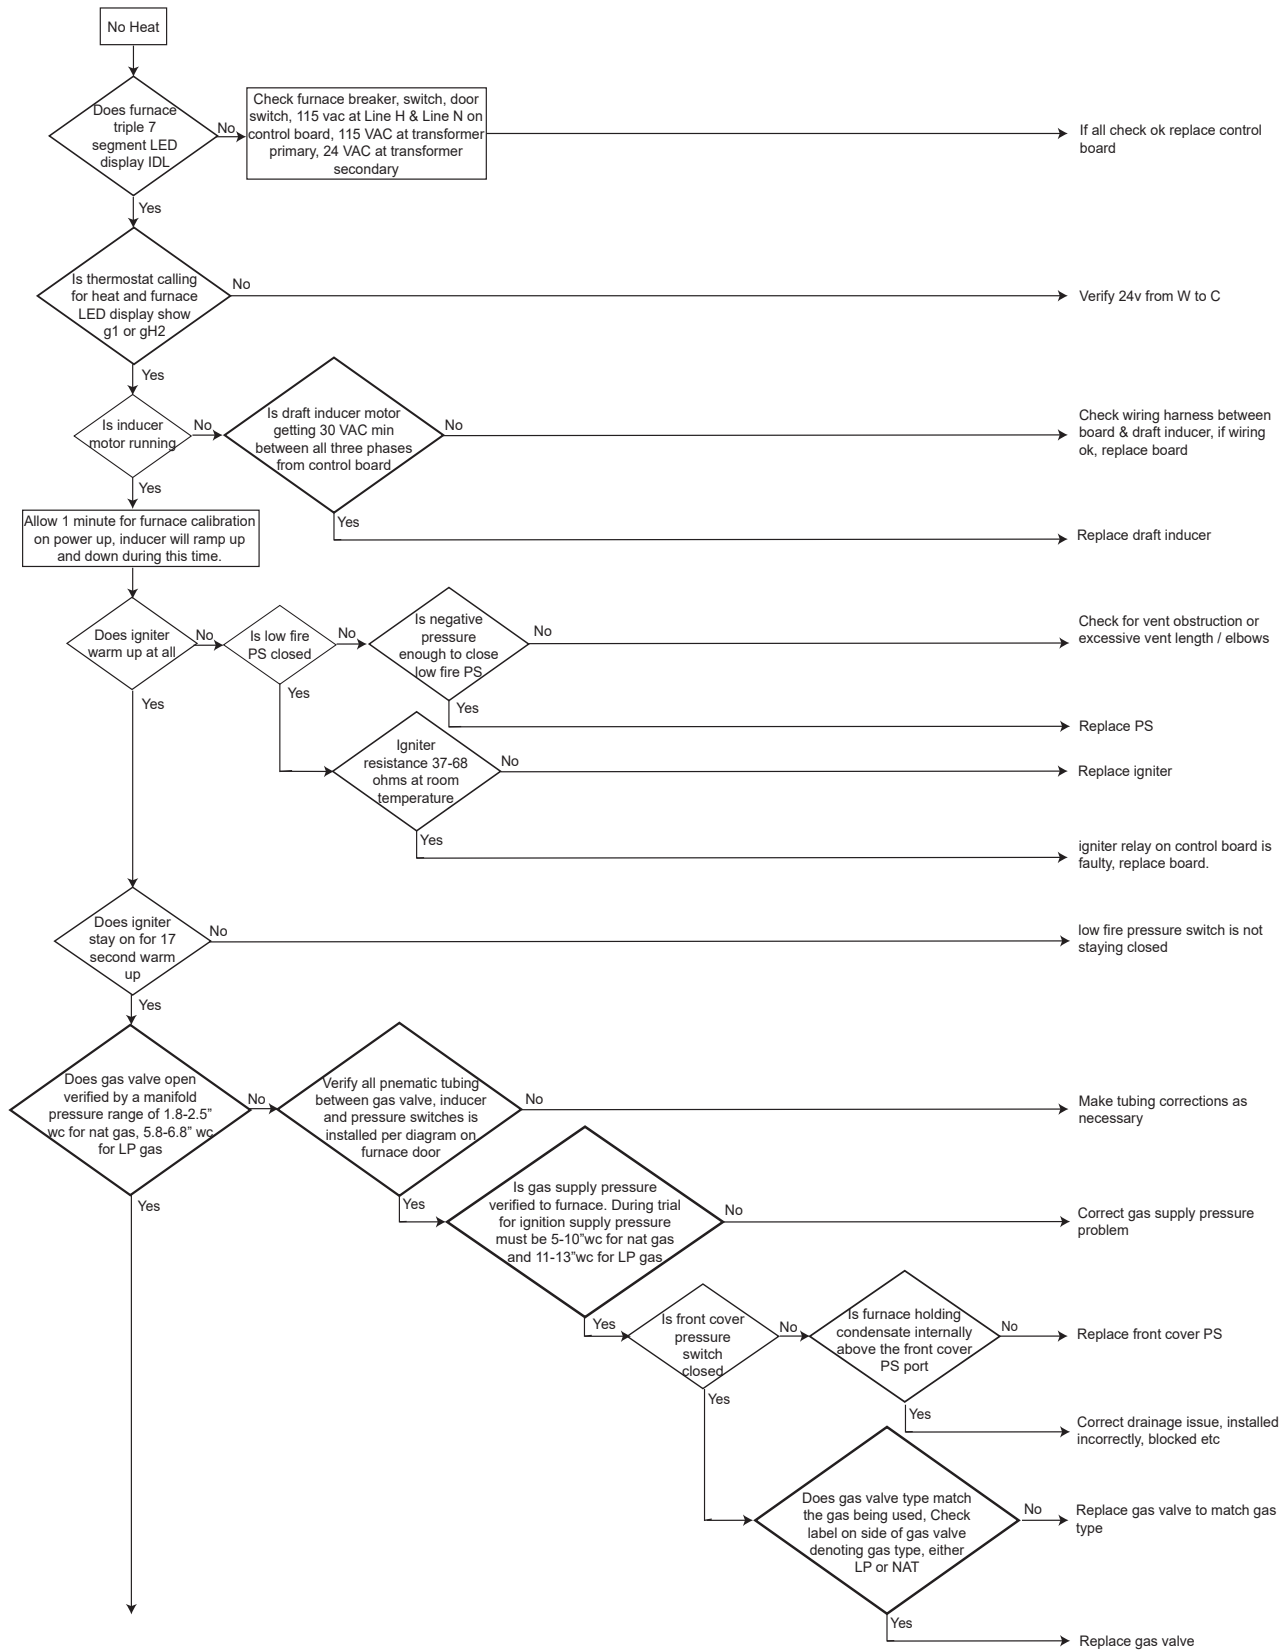 No Heat
Does furnace
triple 7
segment LED
display IDL
No
Check furnace breaker, switch, door
switch, 115 vac at Line H & Line N on
control board, 115 VAC at transformer
primary, 24 VAC at transformer
secondary
If all check ok replace control
board
Yes
Is thermostat calling
for heat and furnace
LED display show
g1 or gH2
No
Verify 24v from W to C
Yes
Is inducer
motor running
No
Is draft inducer motor
getting 30 VAC min
between all three phases
from control board
No
Check wiring harness between
board & draft inducer, if wiring
ok, replace board
Yes
Yes
Replace draft inducer
Allow 1 minute for furnace calibration
on power up, inducer will ramp up
and down during this time.
Does igniter
warm up at all
No
Is low fire
PS closed
No
Is negative
pressure
enough to close
low fire PS
No
Check for vent obstruction or
excessive vent length / elbows
Yes
Yes
Yes
Replace PS
Igniter
resistance 37-68
ohms at room
temperature
No
Replace igniter
Yes
igniter relay on control board is
faulty, replace board.
Does igniter
stay on for 17
second warm
up
No
low fire pressure switch is not
staying closed
Yes
Does gas valve open
verified by a manifold
pressure range of 1.8-2.5”
wc for nat gas, 5.8-6.8” wc
for LP gas
No
Verify all pnematic tubing
between gas valve, inducer
and pressure switches is
installed per diagram on
furnace door
No
Make tubing corrections as
necessary
Yes
Yes
Is gas supply pressure
verified to furnace. During trial
for ignition supply pressure
must be 5-10”wc for nat gas
and 11-13”wc for LP gas
No
Correct gas supply pressure
problem
Yes
Is front cover
pressure
switch
closed
No
Is furnace holding
condensate internally
above the front cover
PS port
No
Replace front cover PS
Yes
Yes
Correct drainage issue, installed
incorrectly, blocked etc
Does gas valve type match
the gas being used, Check
label on side of gas valve
denoting gas type, either
LP or NAT
No
Replace gas valve to match gas
type
Yes
Replace gas valve